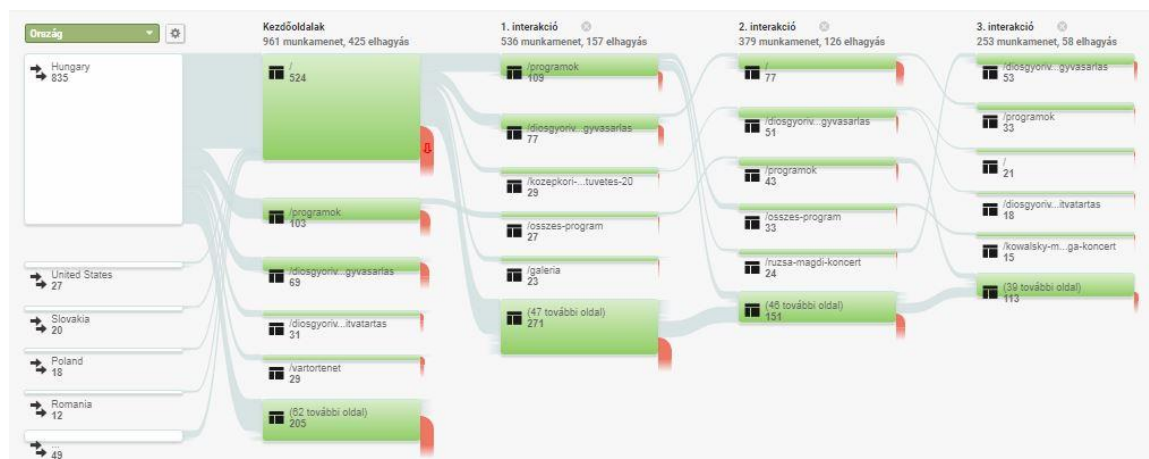 Ország
Hungary
835
United States
27
Slovakia
20
Poland
18
Romania
12
...
49
Kezdőoldalak
961 munkamenet, 425 elhagyás
/
524
/programok
103
/diosgyoriv...gyvasarlas
69
/diosgyoriv...itvatartas
31
/vartortenet
29
(62 további oldal)
205
1. interakció
536 munkamenet, 157 elhagyás
/programok
109
/diosgyoriv...gyvasarlas
77
/kozepkori-...tuvetes-20
29
/osszes-program
27
/galeria
23
(47 további oldal)
271
2. interakció
379 munkamenet, 126 elhagyás
/
77
/diosgyoriv...gyvasarlas
51
/programok
43
/osszes-program
33
/ruzsa-magdi-koncert
24
(46 további oldal)
151
3. interakció
253 munkamenet, 58 elhagyás
/diosgyoriv...gyvasarlas
53
/programok
33
/
21
/diosgyoriv...itvatartas
18
/kowalsky-m...ga-koncert
15
(39 további oldal)
113